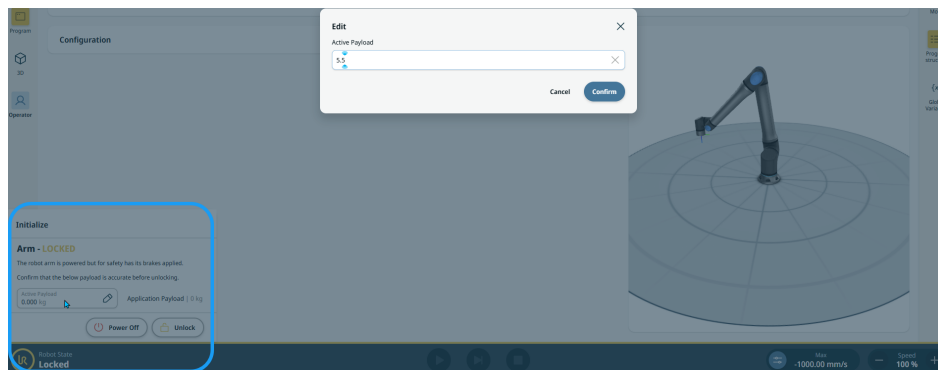 Program
3D
Operator
Configuration
Edit
Active Payload
5.5
Cancel
Confirm
Initialize
Arm - LOCKED
The robot arm is powered but for safety has its brakes applied.
Confirm that the below payload is accurate before unlocking.
Active Payload
0.000 kg
Application Payload | 0 kg
Power Off
Unlock
Robot State
Locked
Max
-1000.00 mm/s
Speed
100 %